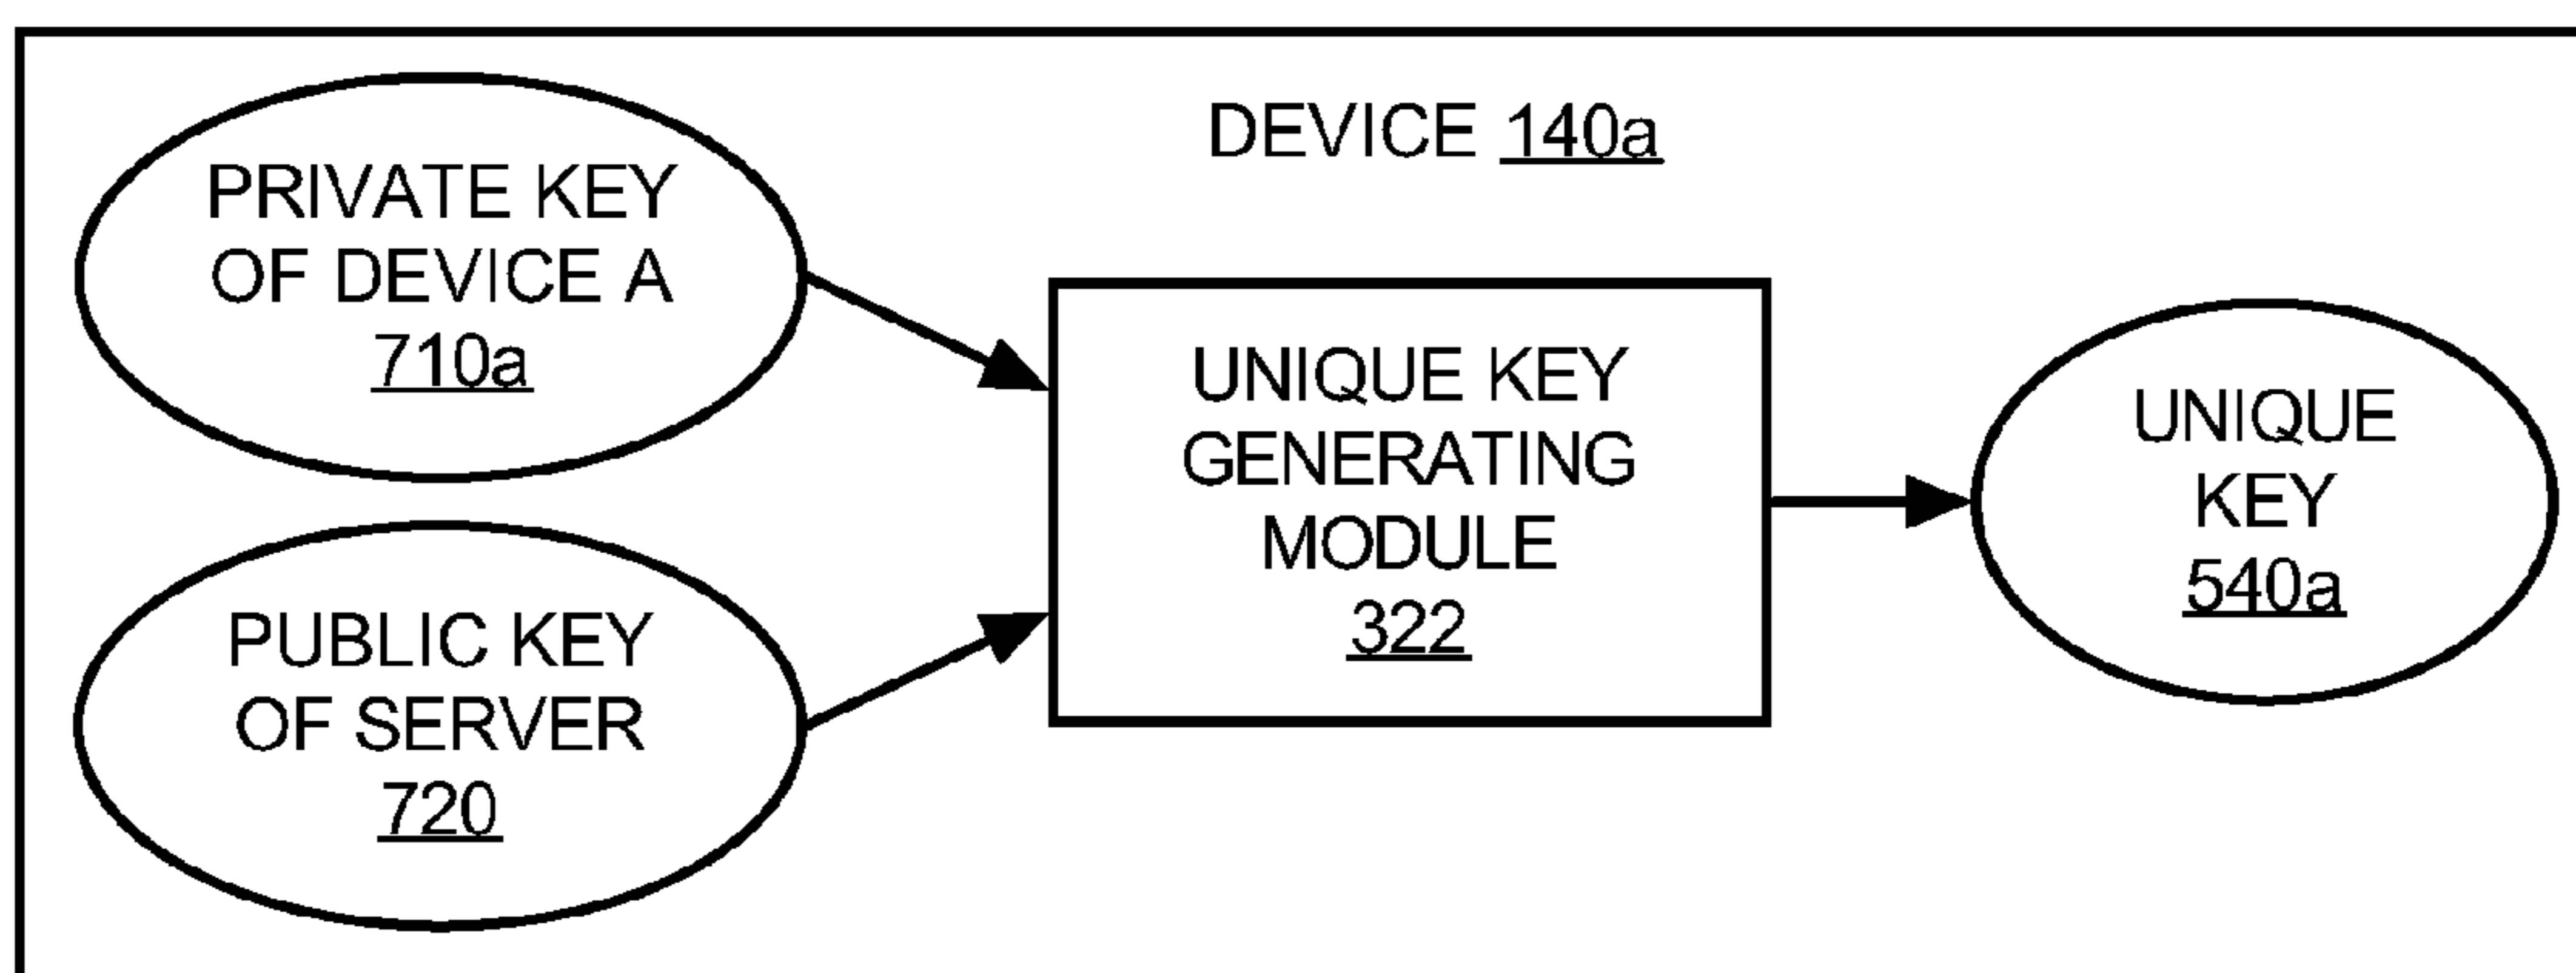 DEVICE 140a
PRIVATE KEY
OF DEVICE A
710a
PUBLIC KEY
OF SERVER
720
UNIQUE KEY
GENERATING
MODULE
322
UNIQUE
KEY
540a